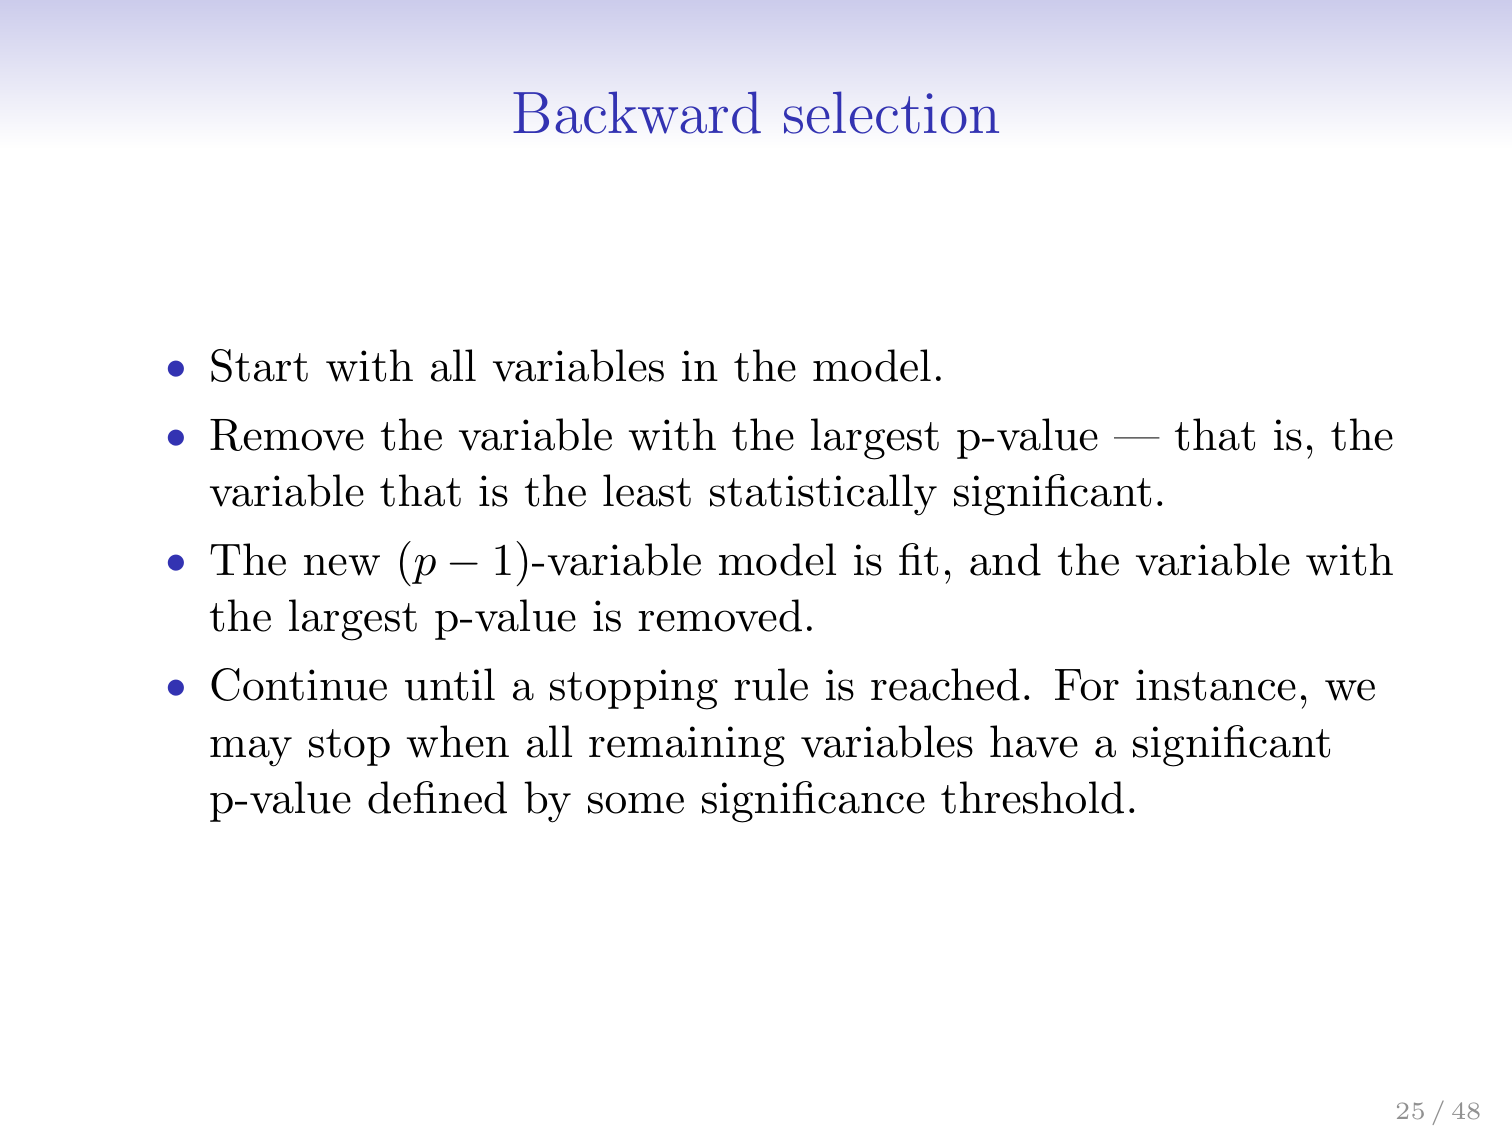 Backward selection
• Start with all variables in the model.
• Remove the variable with the largest p-value — that is, the
variable that is the least statistically significant.
• The new (p − 1)-variable model is fit, and the variable with
the largest p-value is removed.
• Continue until a stopping rule is reached. For instance, we
may stop when all remaining variables have a significant
p-value defined by some significance threshold.
25 / 48